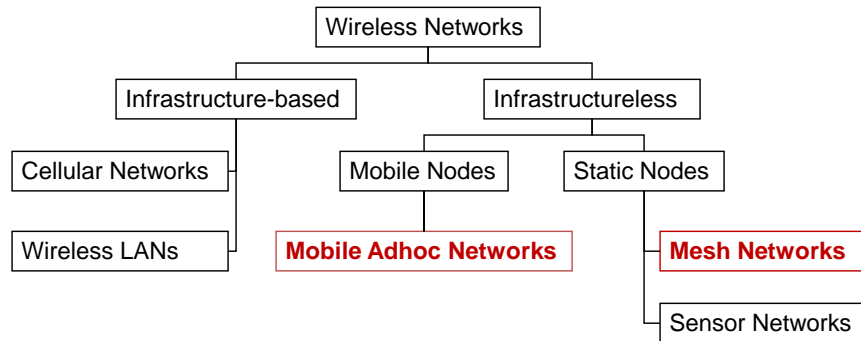 Wireless Networks
Infrastructure-based
Infrastructureless
Cellular Networks
Mobile Nodes
Static Nodes
Wireless LANs
Mobile Adhoc Networks
Mesh Networks
Sensor Networks